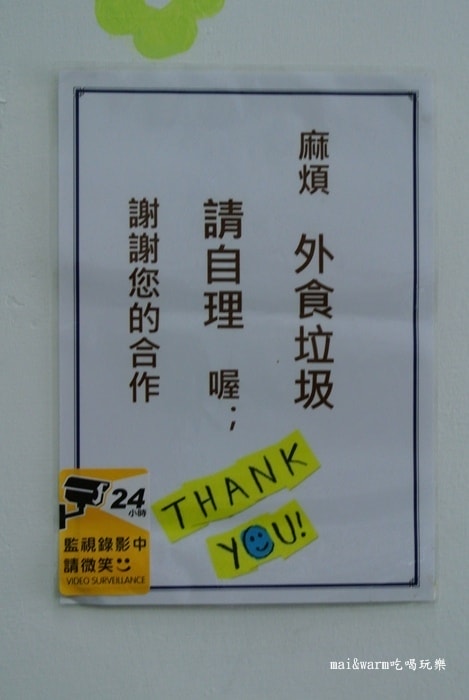 麻煩 外食垃圾
請自理 喔；
謝謝您的合作
THANK
YOU!
24
小時
監視錄影中
請微笑
VIDEO SURVEILLANCE
mai&warm吃喝玩樂